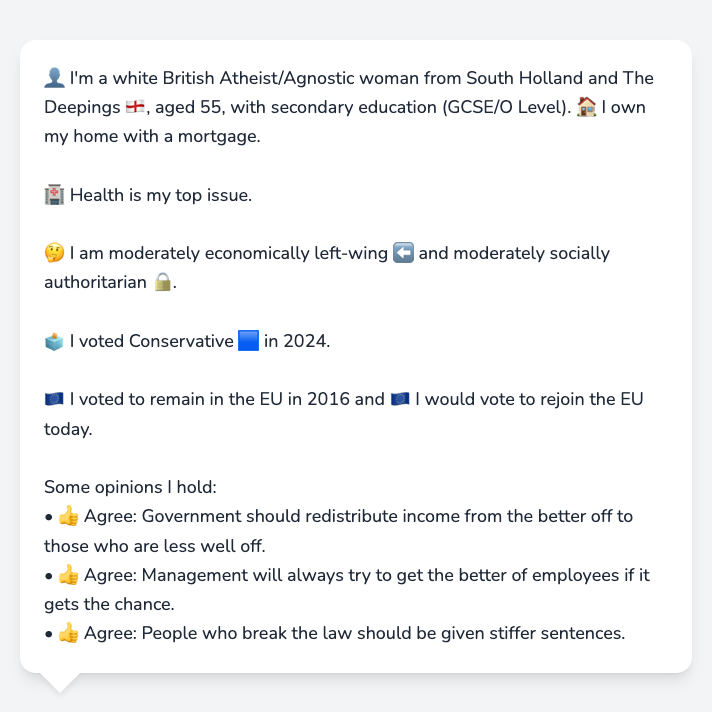 👤 I'm a white British Atheist/Agnostic woman from South Holland and The
Deepings 🏴󠁧󠁢󠁥󠁮󠁧󠁿, aged 55, with secondary education (GCSE/O Level). 🏠 I own
my home with a mortgage.
🏥 Health is my top issue.
🤔 I am moderately economically left-wing ⬅️ and moderately socially
authoritarian 🔒.
🗳️ I voted Conservative 🟦 in 2024.
🇪🇺 I voted to remain in the EU in 2016 and 🇪🇺 I would vote to rejoin the EU
today.
Some opinions I hold:
• 👍 Agree: Government should redistribute income from the better off to
those who are less well off.
• 👍 Agree: Management will always try to get the better of employees if it
gets the chance.
• 👍 Agree: People who break the law should be given stiffer sentences.